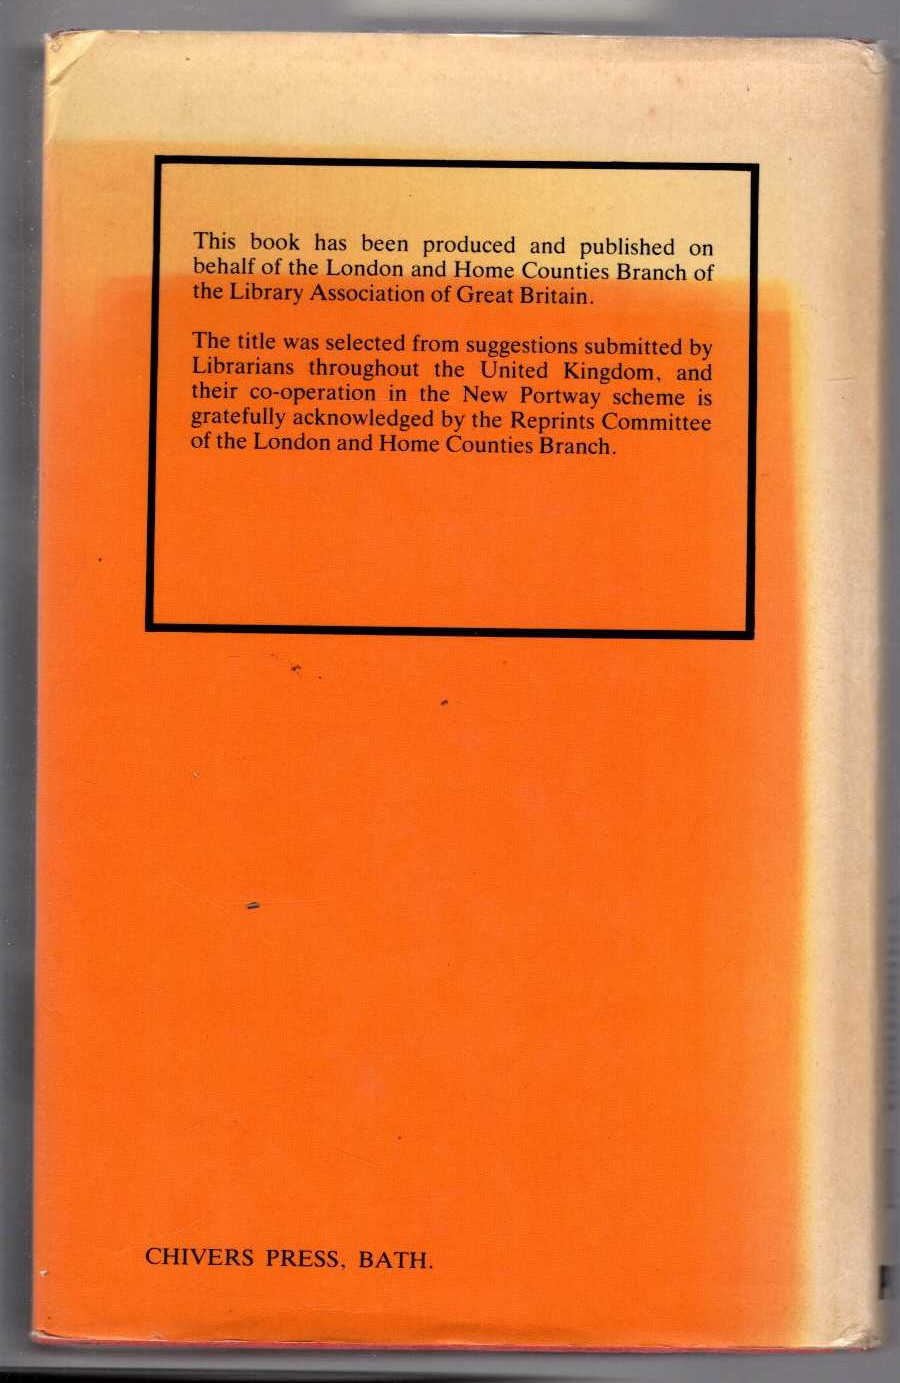 This book has been produced and published on
behalf of the London and Home Counties Branch of
the Library Association of Great Britain.
The title was selected from suggestions submitted by
Librarians throughout the United Kingdom, and
their co-operation in the New Portway scheme is
gratefully acknowledged by the Reprints Committee
of the London and Home Counties Branch.
CHIVERS PRESS, BATH.